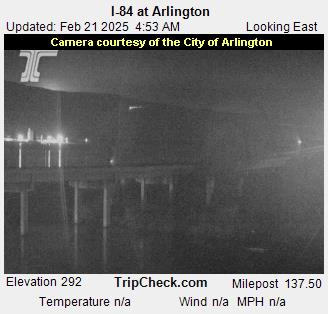 I-84 at Arlington
Updated: Feb 21 2025 4:53 AM Looking East
Camera courtesy of the City of Arlington
Elevation 292 TripCheck.com Milepost 137.50
Temperature n/a Wind n/a MPH n/a